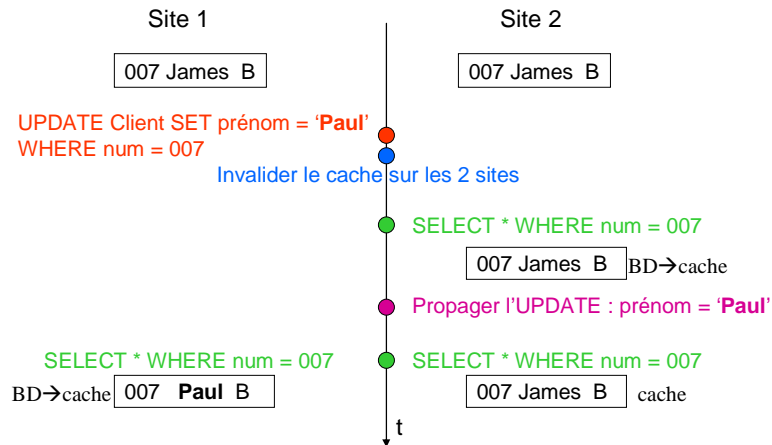 Site 1
Site 2
007 James B
007 James B
UPDATE Client SET prénom = ‘Paul’
WHERE num = 007
Invalider le cache sur les 2 sites
SELECT * WHERE num = 007
007 James B BD→cache
Propager l’UPDATE : prénom = ‘Paul’
SELECT * WHERE num = 007
SELECT * WHERE num = 007
BD→cache 007 Paul B
007 James B cache
t